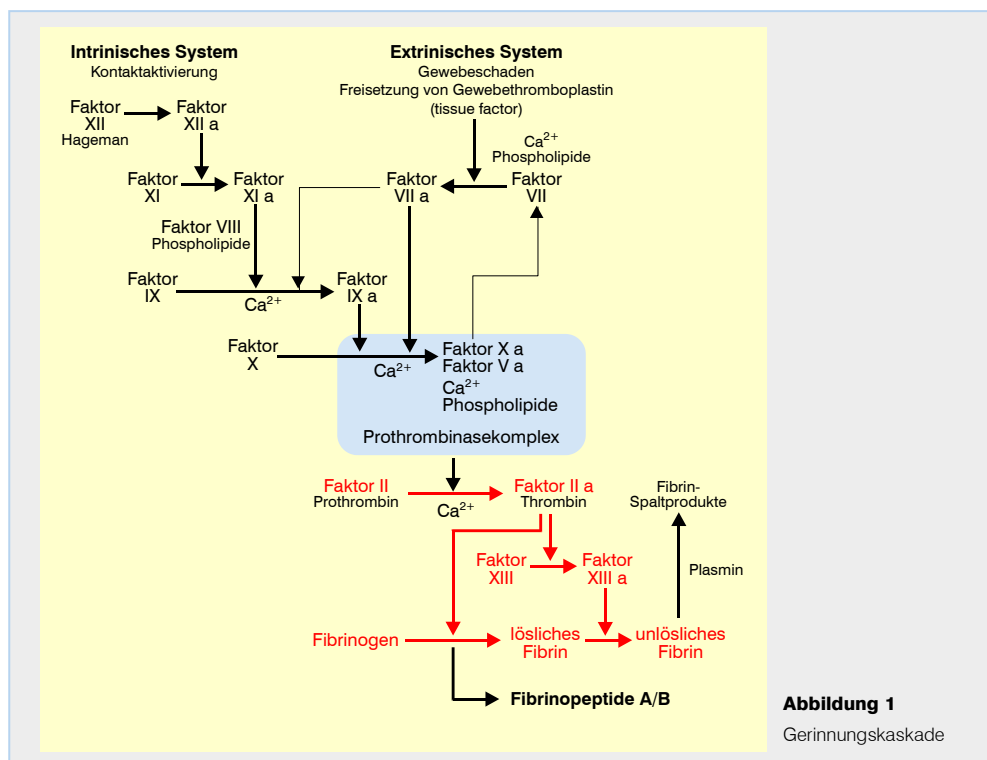 Intrinisches System
Kontaktaktivierung
Extrinisches System
Gewebeschaden
Freisetzung von Gewebethromboplastin
(tissue factor)
Faktor
XII
Hageman
Faktor
XII a
Ca2+
Phospholipide
Faktor
XI
Faktor
XI a
Faktor
VII a
Faktor
VII
Faktor VIII
Phospholipide
Faktor
IX
Ca2+
Faktor
IX a
Faktor
X
Ca2+
Faktor X a
Faktor V a
Ca2+
Phospholipide
Prothrombinasekomplex
Faktor II
Prothrombin
Ca2+
Faktor II a
Thrombin
Fibrin-
Spaltprodukte
Faktor
XIII
Faktor
XIII a
Plasmin
Fibrinogen
lösliches
Fibrin
unlösliches
Fibrin
Fibrinopeptide A/B
Abbildung 1
Gerinnungskaskade